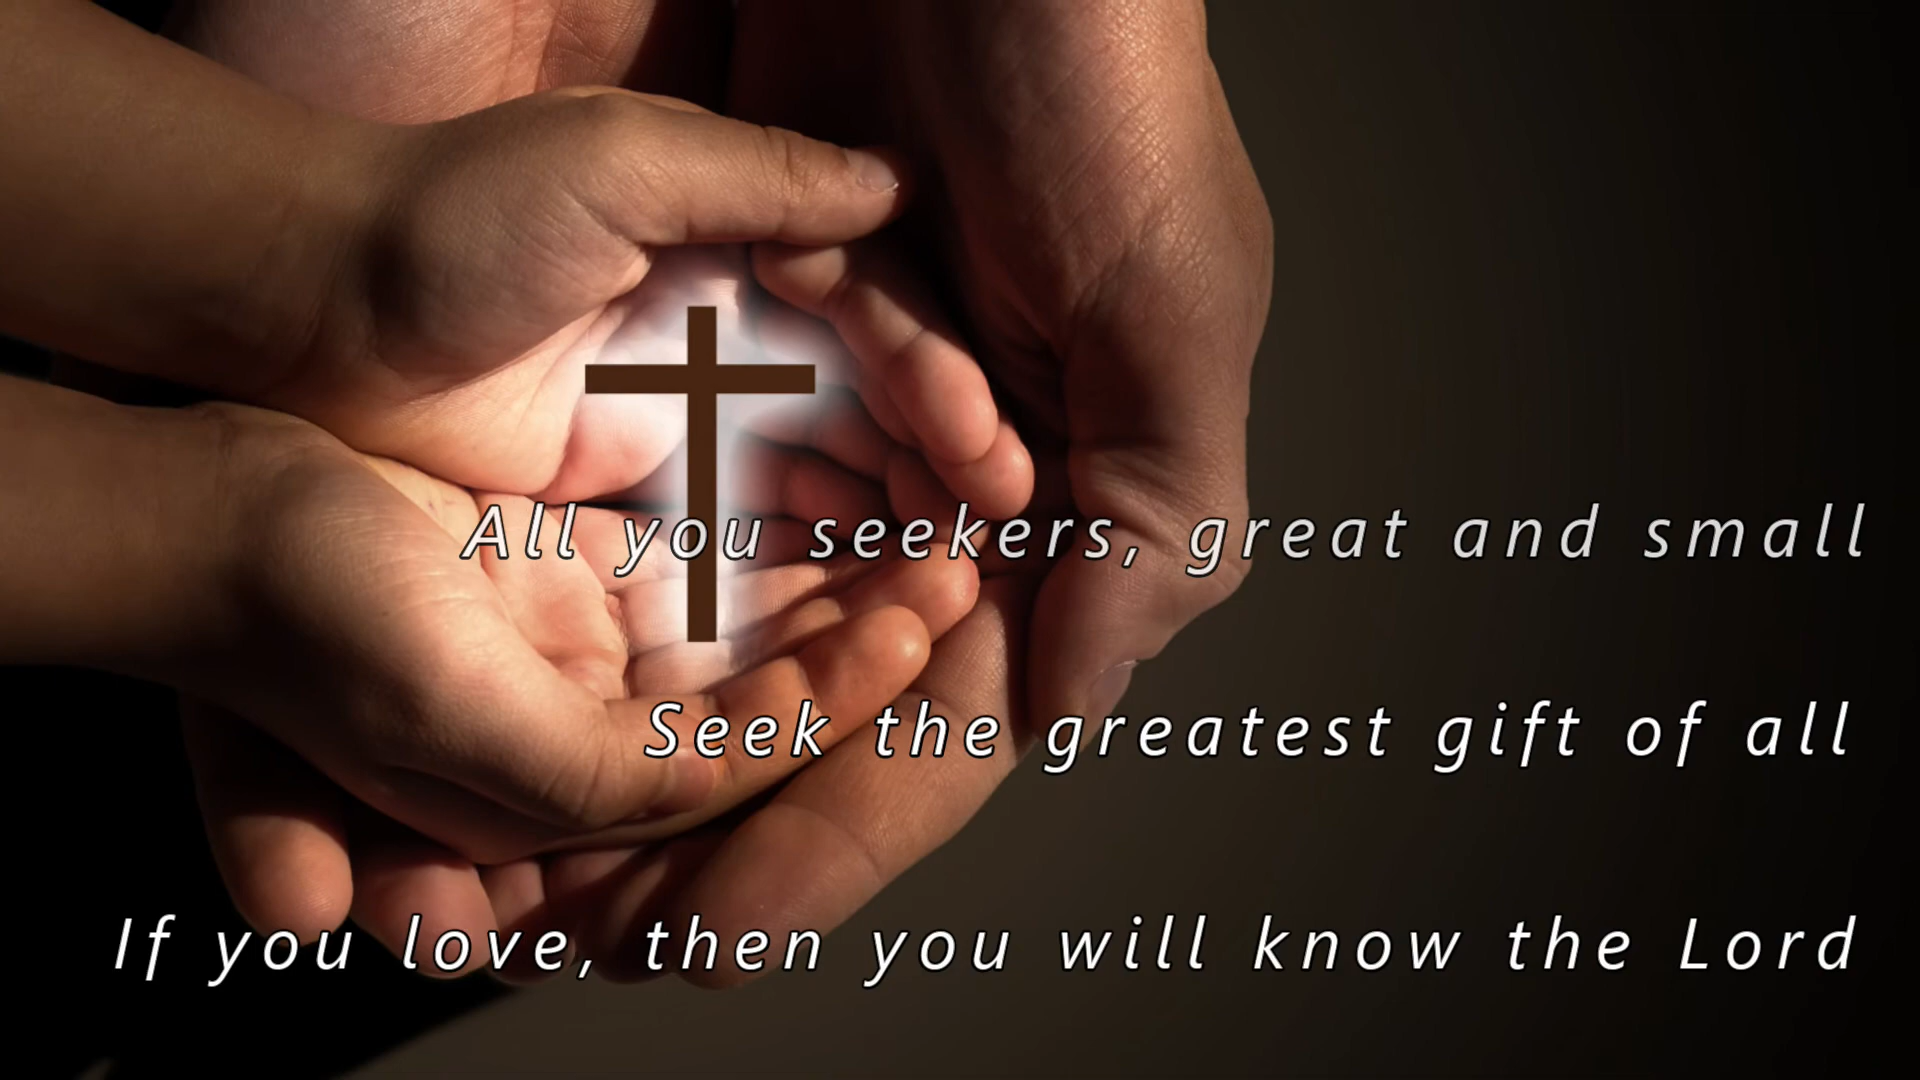 All you seekers, great and small
Seek the greatest gift of all
If you love, then you will know the Lord